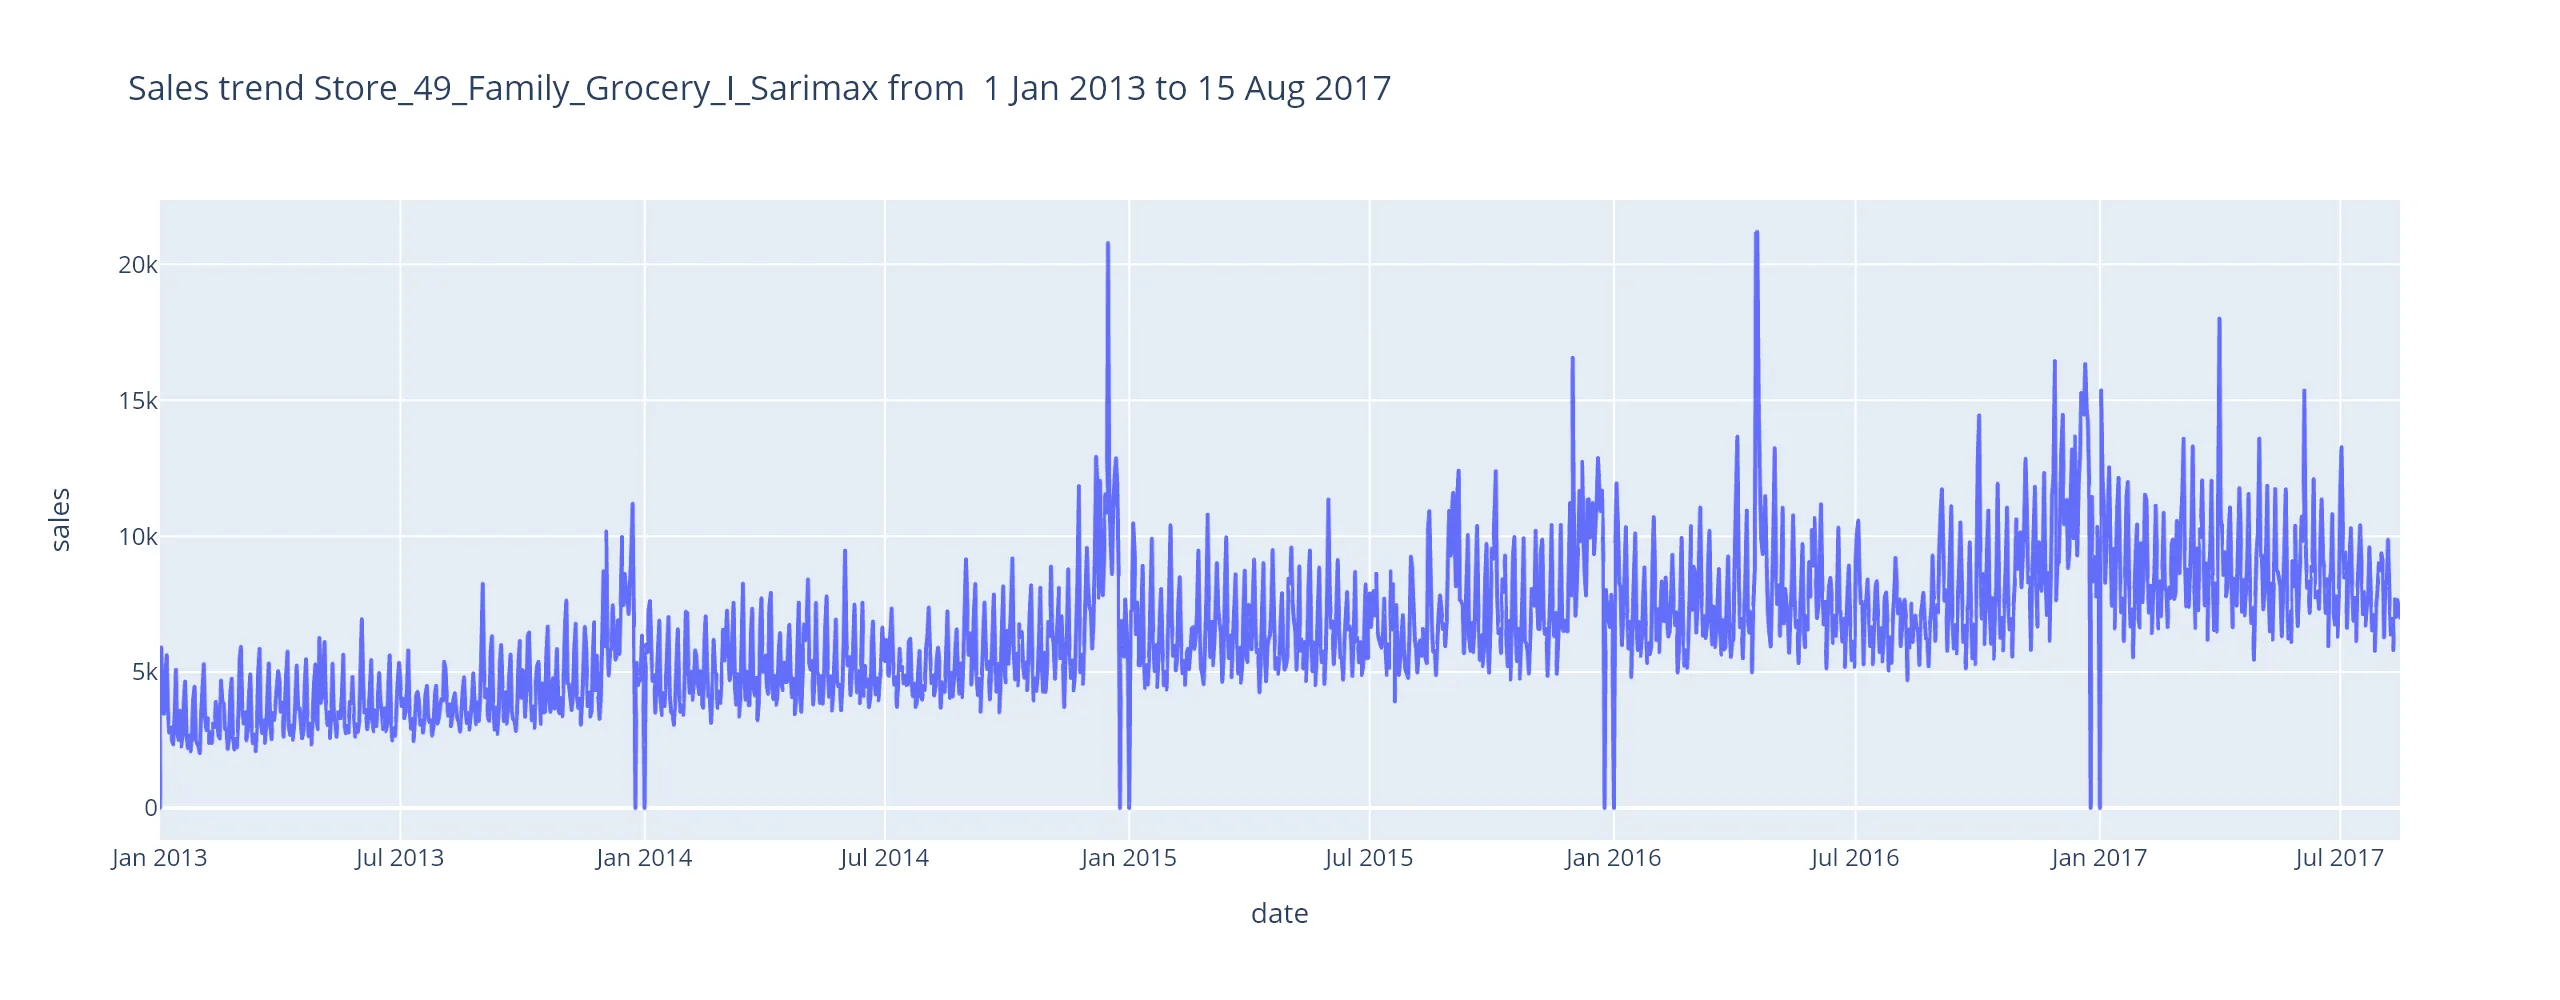 Sales trend Store_49_Family_Grocery_I_Sarimax from  1 Jan 2013 to 15 Aug 2017
20k
15k
10k
5k
0
sales
Jan 2013
Jul 2013
Jan 2014
Jul 2014
Jan 2015
Jul 2015
Jan 2016
Jul 2016
Jan 2017
Jul 2017
date